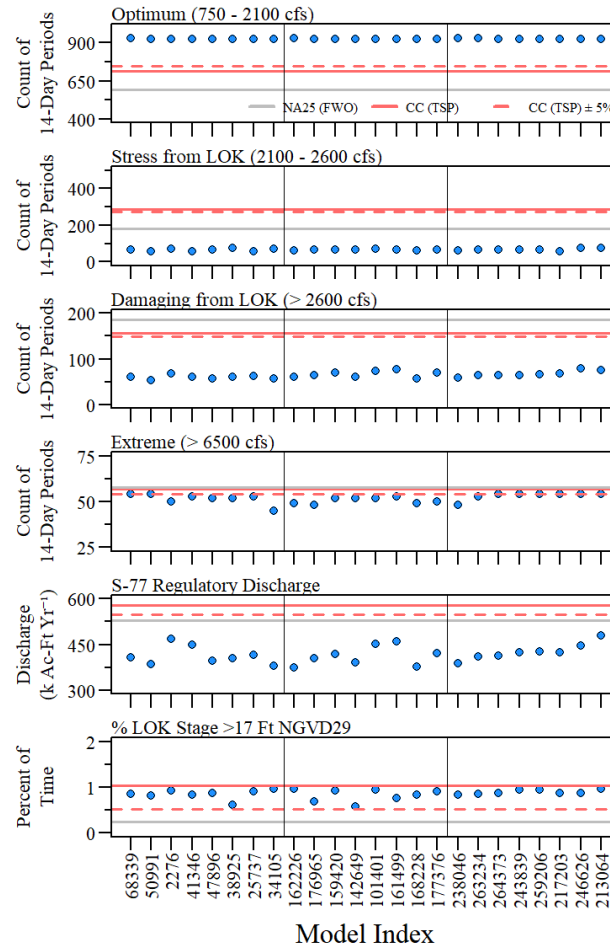 Optimum (750 - 2100 cfs)
Count of
14-Day Periods
900
650
400
NA25 (FWO)
CC (TSP)
CC (TSP) ± 5%
Stress from LOK (2100 - 2600 cfs)
Count of
14-Day Periods
400
200
0
Damaging from LOK (> 2600 cfs)
Count of
14-Day Periods
200
100
0
Extreme (> 6500 cfs)
Count of
14-Day Periods
75
50
25
S-77 Regulatory Discharge
Discharge
(k Ac-Ft Yr⁻¹)
600
450
300
% LOK Stage >17 Ft NGVD29
Percent of
Time
2
1
0
68339
50991
2276
41346
47896
38925
25737
34105
162226
176965
159420
142649
101401
161499
168228
177376
238046
263234
264373
243839
259206
217203
246626
213064
Model Index